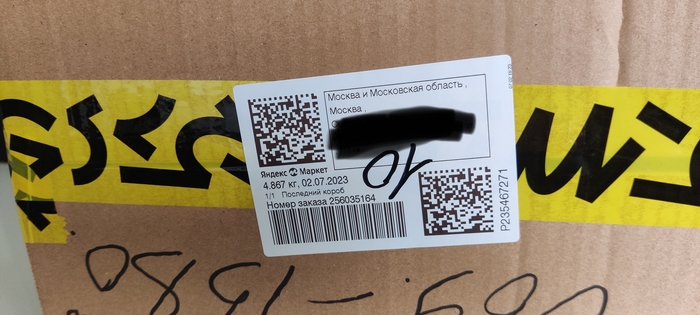 Москва и Московская область,
Москва,
10
Яндекс Маркет
4.867 кг, 02.07.2023
1/1 Последний короб
Номер заказа 256035164
P235467271